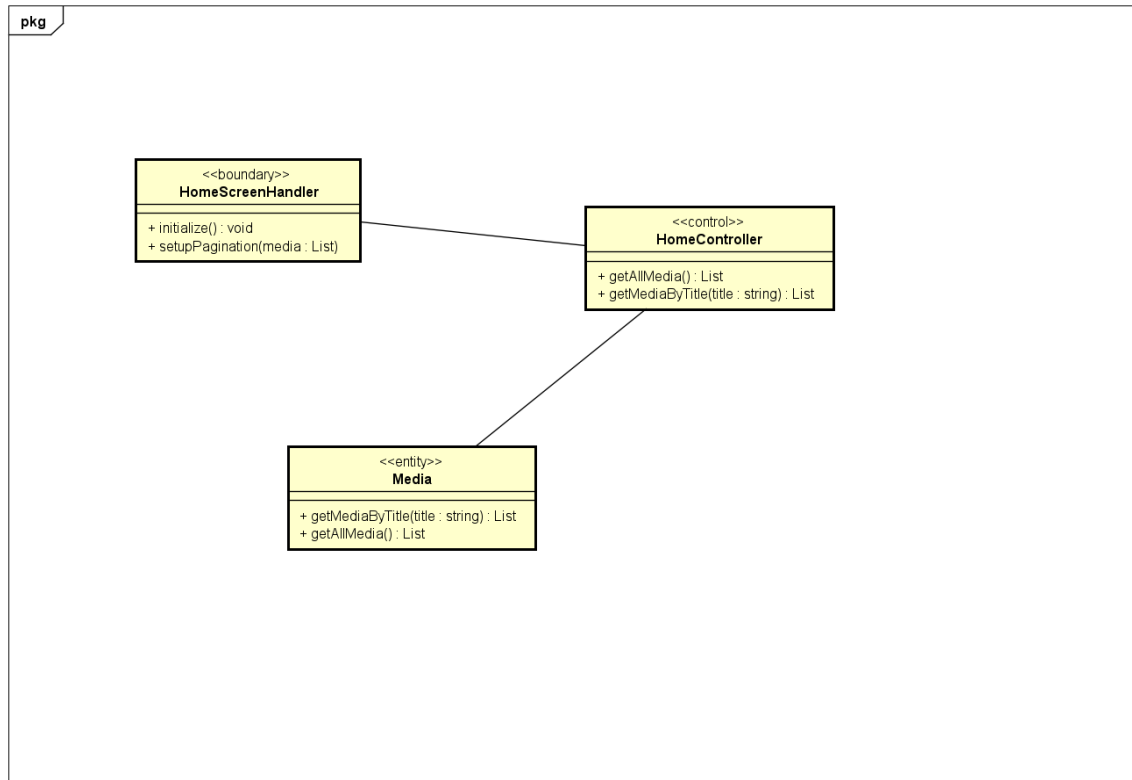 pkg
<<boundary>>
HomeScreenHandler
+ initialize() : void
+ setupPagination(media : List)
<<control>>
HomeController
+ getAllMedia() : List
+ getMediaByTitle(title : string) : List
<<entity>>
Media
+ getMediaByTitle(title : string) : List
+ getAllMedia() : List